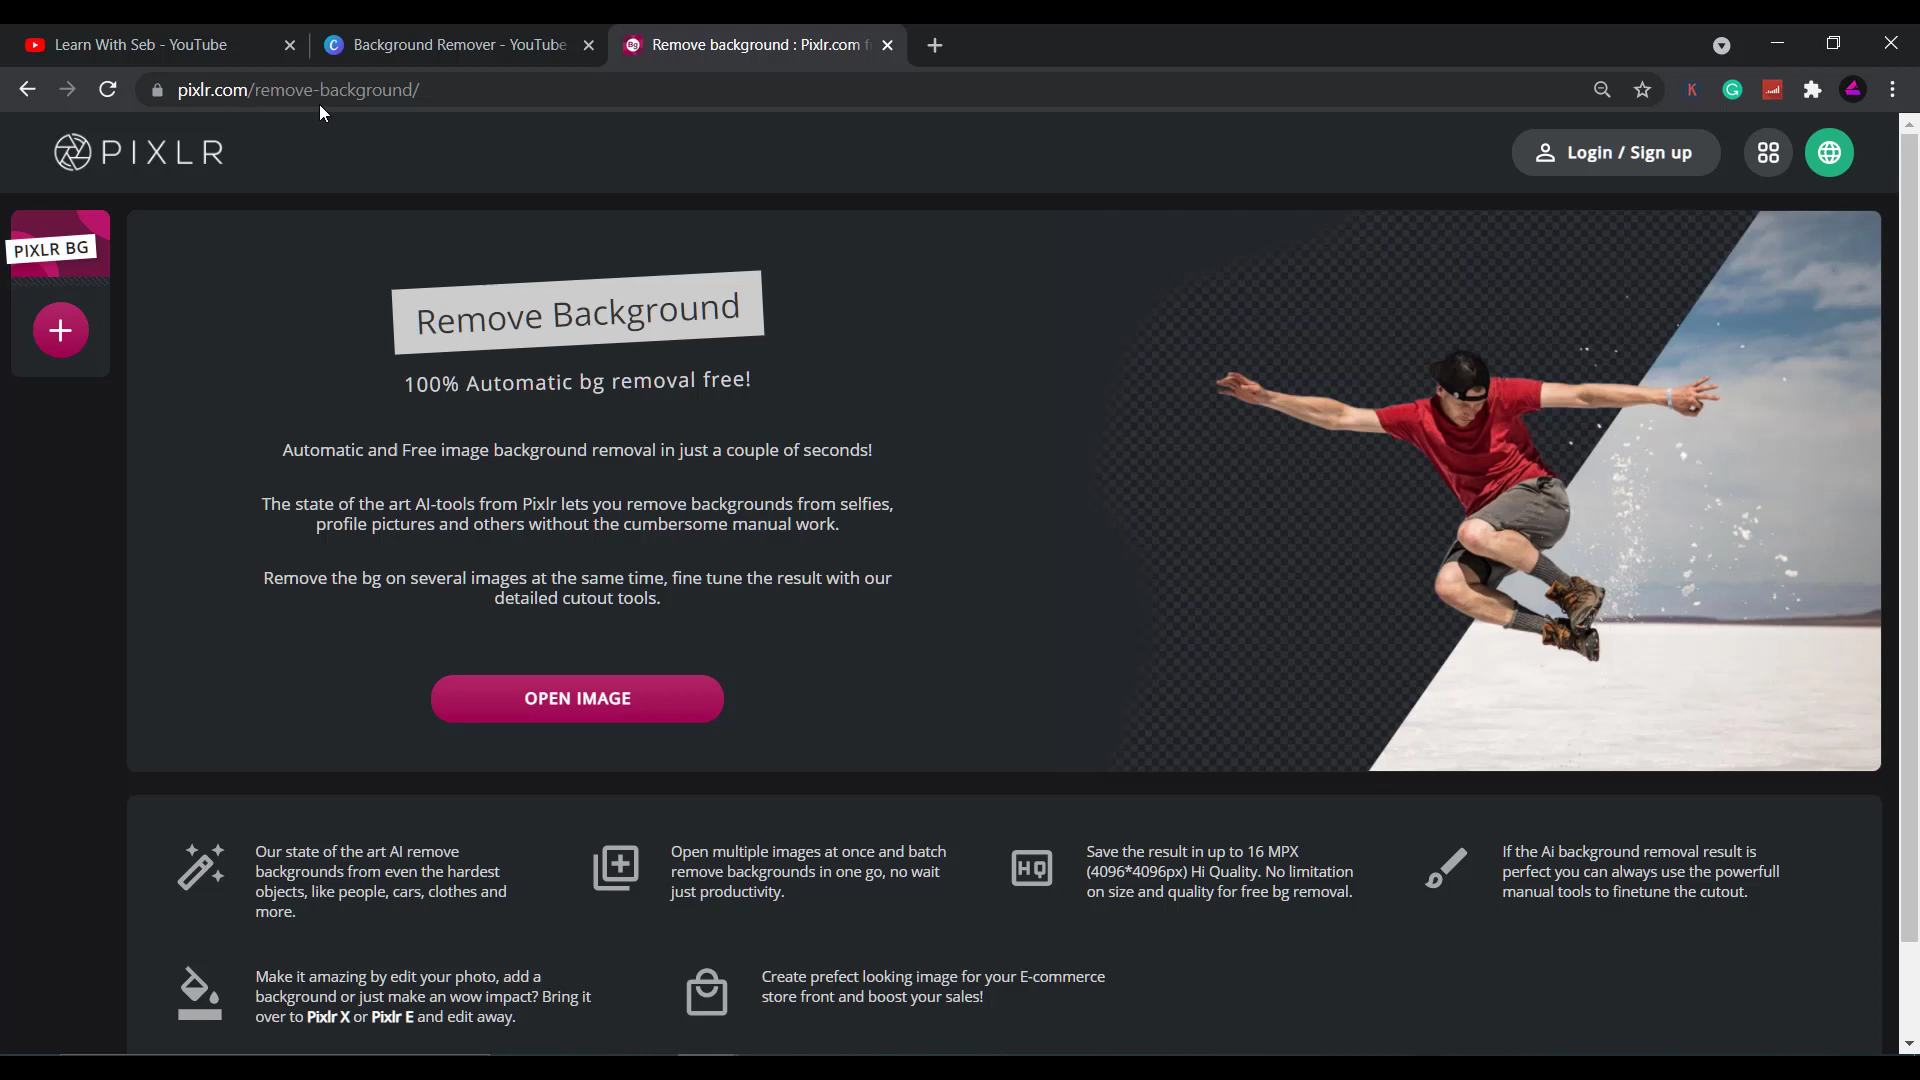 Learn With Seb - YouTube
Background Remover - YouTube
Remove background : Pixlr.com f
pixlr.com/remove-background/
K
G
PIXLR
Login / Sign up
PIXLR BG
Remove Background
100% Automatic bg removal free!
Automatic and Free image background removal in just a couple of seconds!
The state of the art AI-tools from Pixlr lets you remove backgrounds from selfies,
profile pictures and others without the cumbersome manual work.
Remove the bg on several images at the same time, fine tune the result with our
detailed cutout tools.
OPEN IMAGE
Our state of the art AI remove
backgrounds from even the hardest
objects, like people, cars, clothes and
more.
Open multiple images at once and batch
remove backgrounds in one go, no wait
just productivity.
HQ
Save the result in up to 16 MPX
(4096*4096px) Hi Quality. No limitation
on size and quality for free bg removal.
If the Ai background removal result is
perfect you can always use the powerfull
manual tools to finetune the cutout.
Make it amazing by edit your photo, add a
background or just make an wow impact? Bring it
over to Pixlr X or Pixlr E and edit away.
Create prefect looking image for your E-commerce
store front and boost your sales!